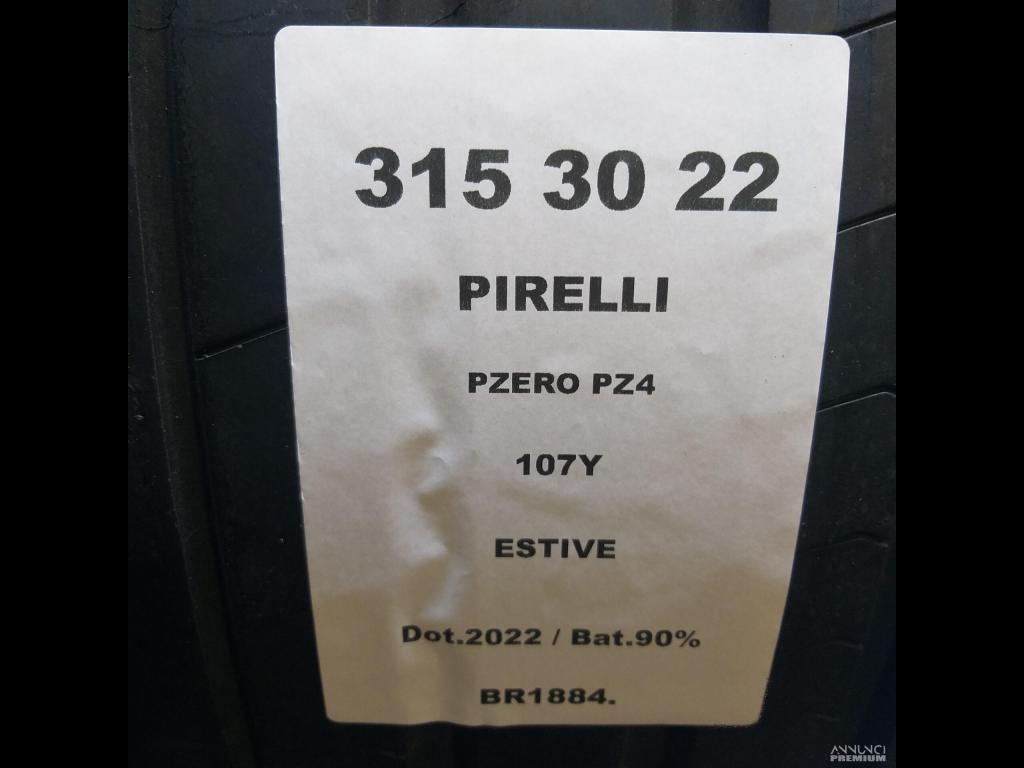 315 30 22
PIRELLI
PZERO PZ4
107Y
ESTIVE
Dot.2022 / Bat.90%
BR1884.
ANNUNCI
PREMIUM